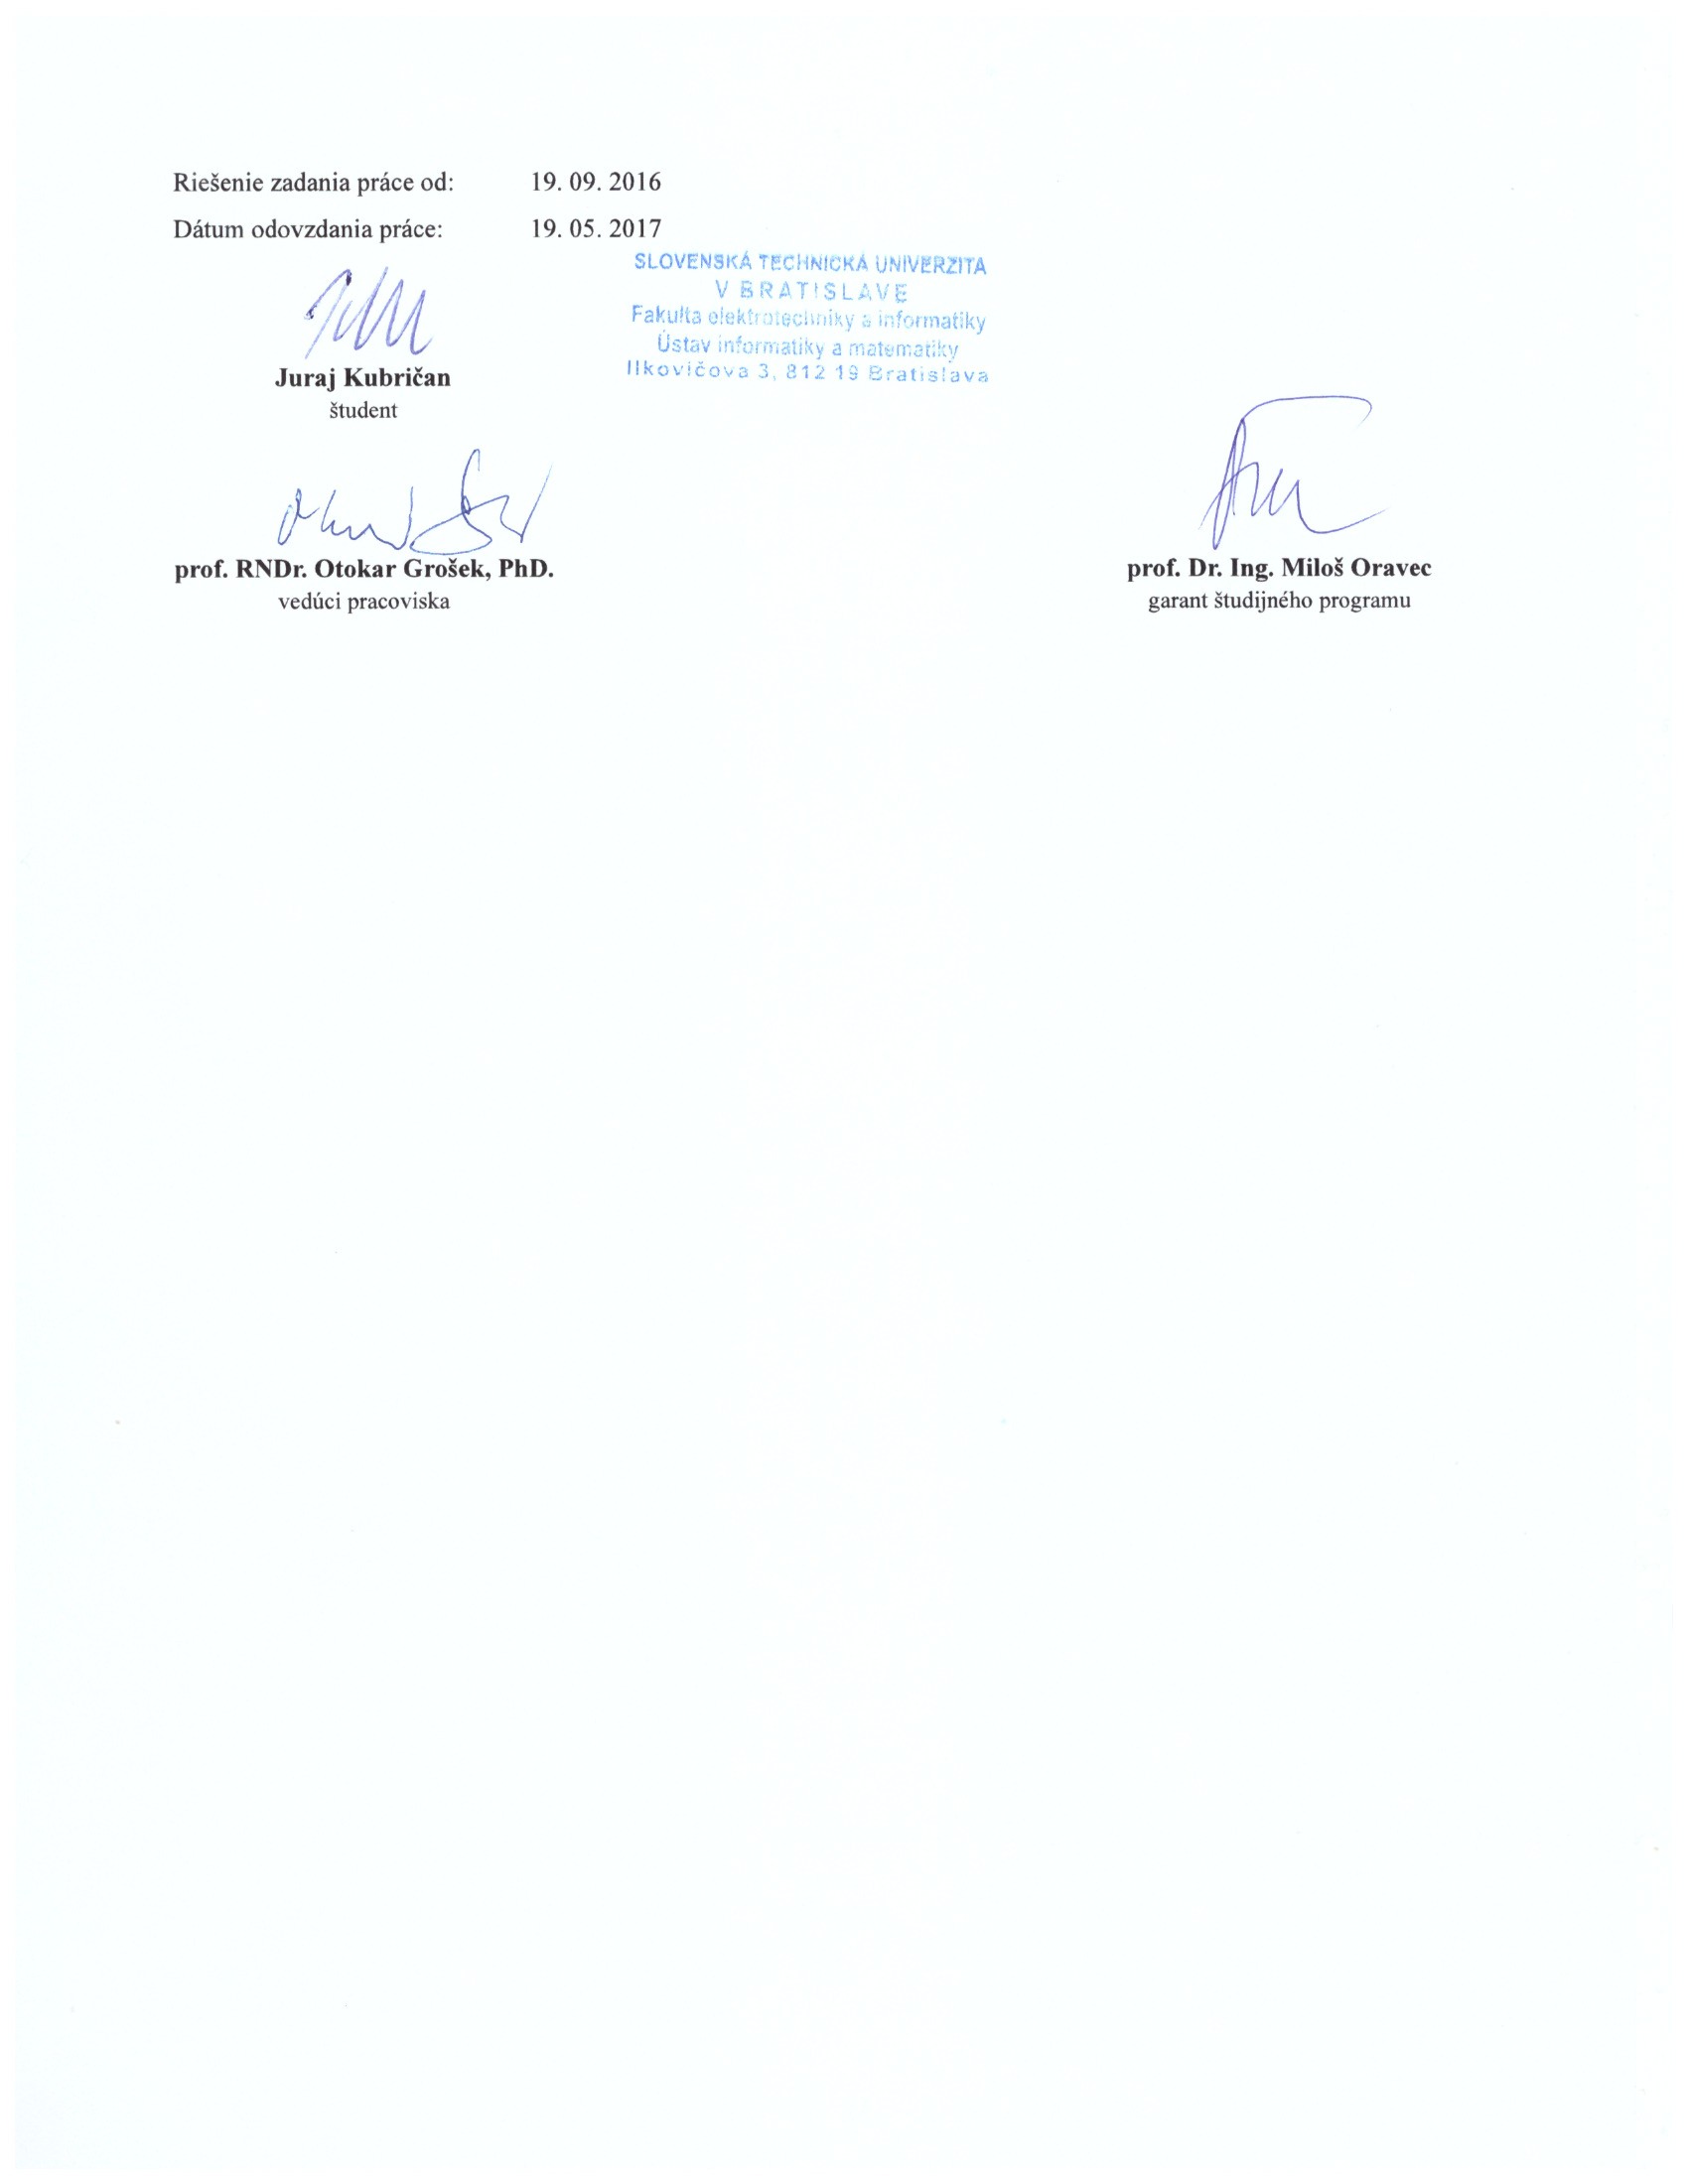 Riešenie zadania práce od: 19. 09. 2016
Dátum odovzdania práce: 19. 05. 2017
SLOVENSKÁ TECHNICKÁ UNIVERZITA
V BRATISLAVE
Fakulta elektrotechniky a informatiky
Ústav informatiky a matematiky
Ilkovičova 3, 812 19 Bratislava
Juraj Kubričan
študent
prof. RNDr. Otokar Grošek, PhD.
vedúci pracoviska
prof. Dr. Ing. Miloš Oravec
garant študijného programu